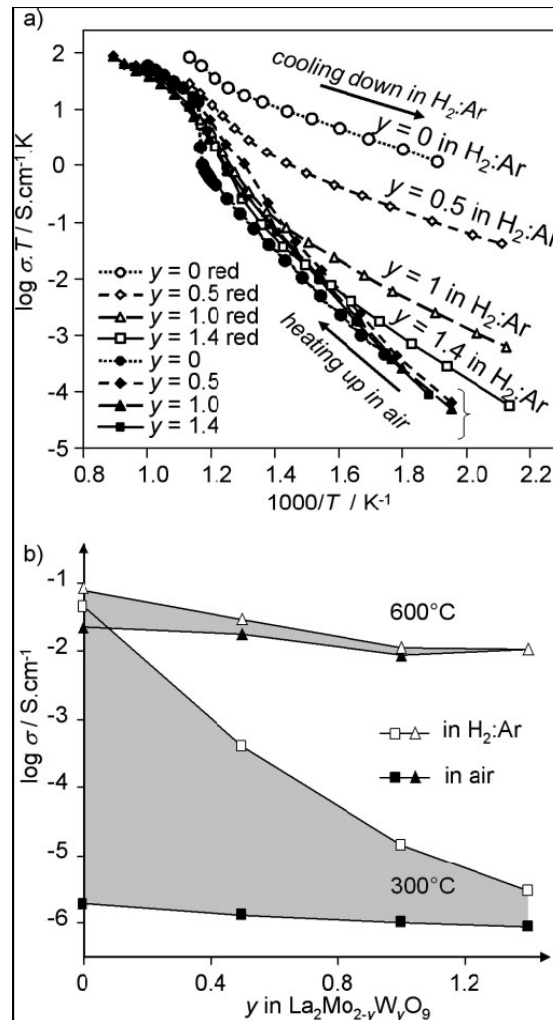 a)
cooling down in H2:Ar
y = 0 in H2:Ar
y = 0.5 in H2:Ar
y = 1 in H2:Ar
y = 1.4 in H2:Ar
heating up in air
log σ.T / S.cm-1.K
2
1
0
-1
-2
-3
-4
-5
y = 0 red
y = 0.5 red
y = 1.0 red
y = 1.4 red
y = 0
y = 0.5
y = 1.0
y = 1.4
0.8 1.0 1.2 1.4 1.6 1.8 2.0 2.2
1000/T / K-1
b)
log σ / S.cm-1
-1
-2
-3
-4
-5
-6
600°C
in H2:Ar
in air
300°C
0 0.4 0.8 1.2
y in La2Mo2-yWyO9